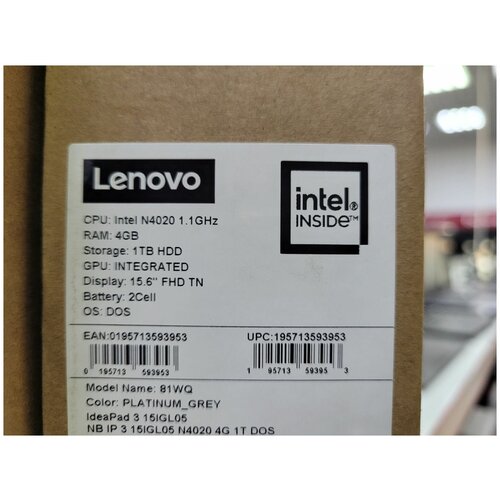 Lenovo
intel®
INSIDE™
CPU: Intel N4020 1.1GHz
RAM: 4GB
Storage: 1TB HDD
GPU: INTEGRATED
Display: 15.6" FHD TN
Battery: 2Cell
OS: DOS
EAN:0195713593953 UPC:195713593953
0 195713 593953 1 95713 59395 3
Model Name: 81WQ
Color: PLATINUM_GREY
IdeaPad 3 15IGL05
NB IP 3 15IGL05 N4020 4G 1T DOS